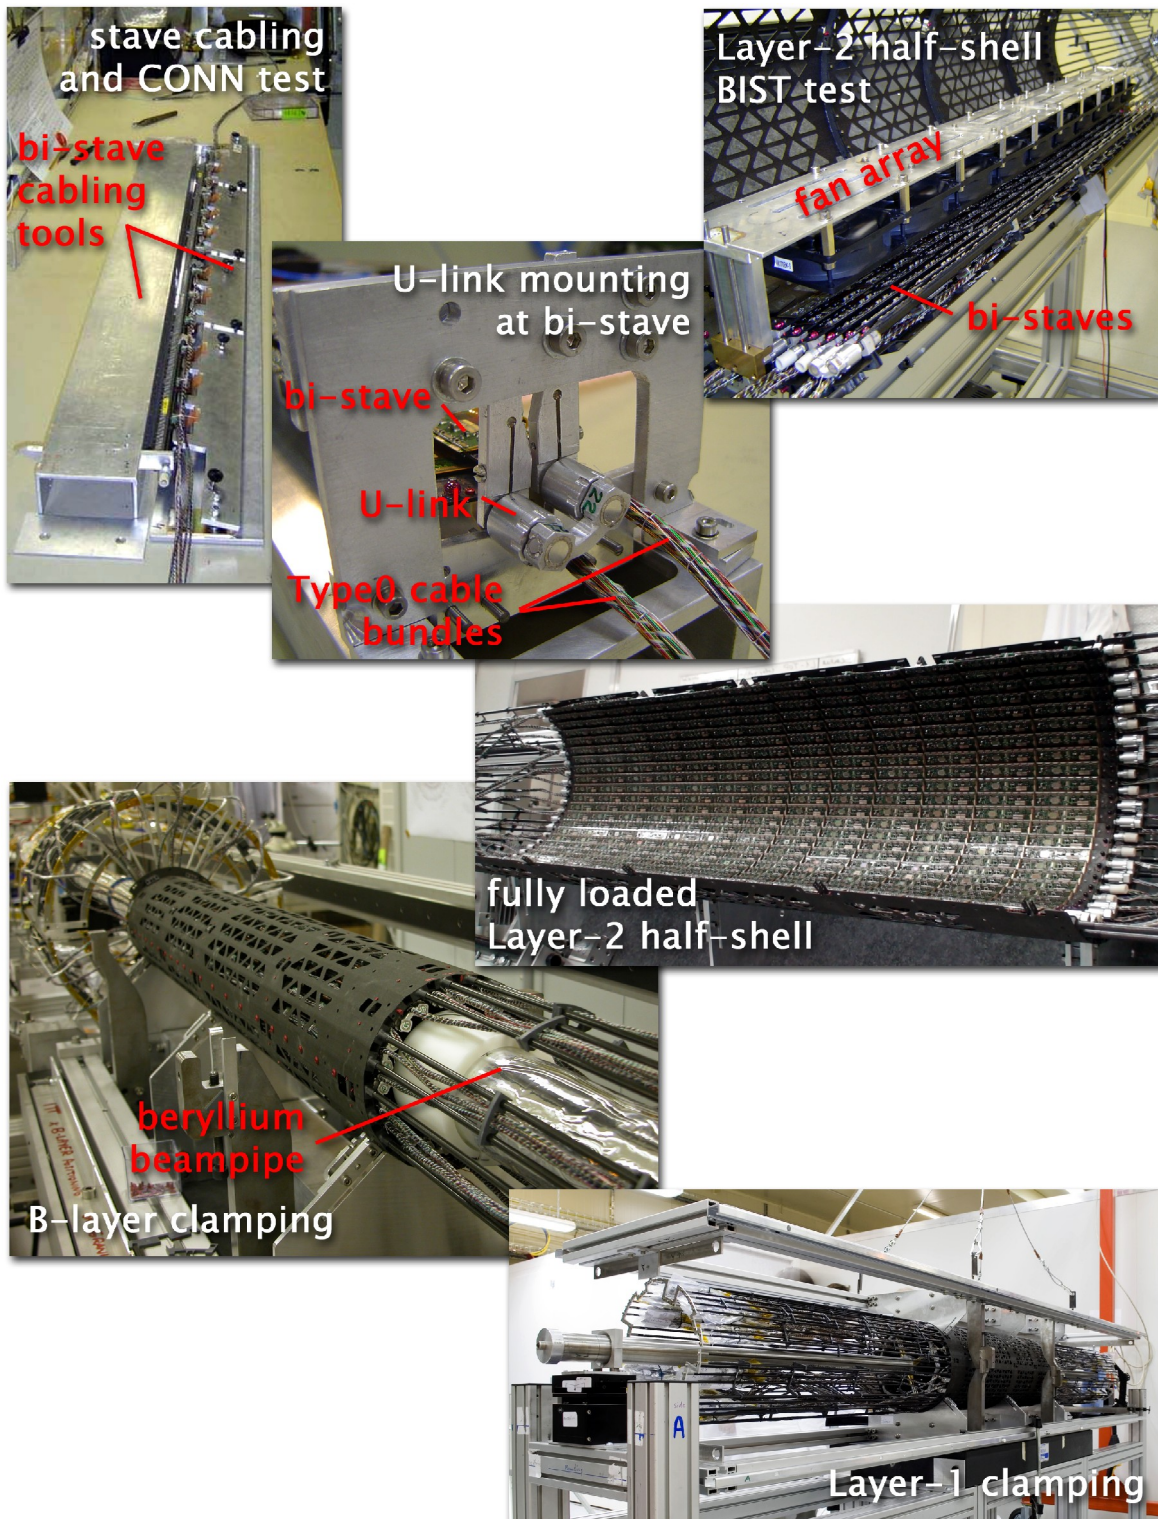 stave cabling
and CONN test
bi-stave
cabling
tools
Layer-2 half-shell
BIST test
fan array
bi-staves
U-link mounting
at bi-stave
bi-stave
U-link
22
Type0 cable
bundles
fully loaded
Layer-2 half-shell
beryllium
beampipe
B-layer clamping
A
Layer-1 clamping